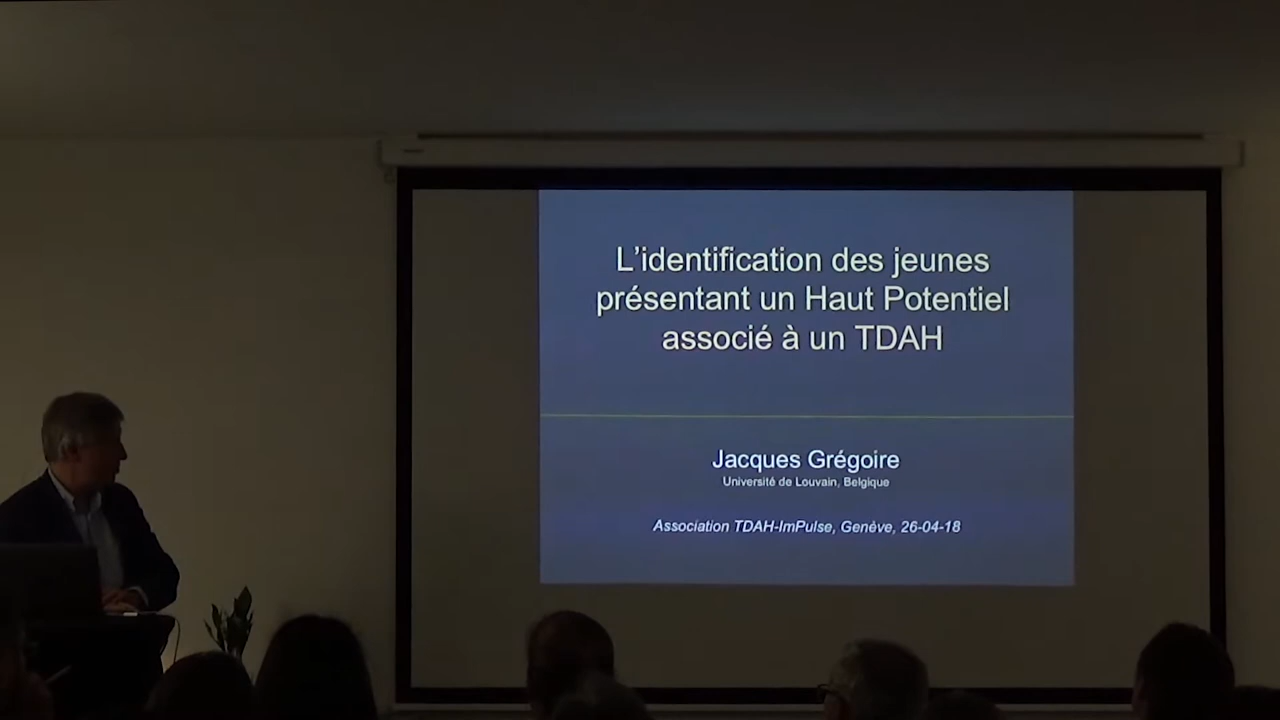 L'identification des jeunes
présentant un Haut Potentiel
associé à un TDAH
Jacques Grégoire
Université de Louvain, Belgique
Association TDAH-ImPulse, Genève, 26-04-18